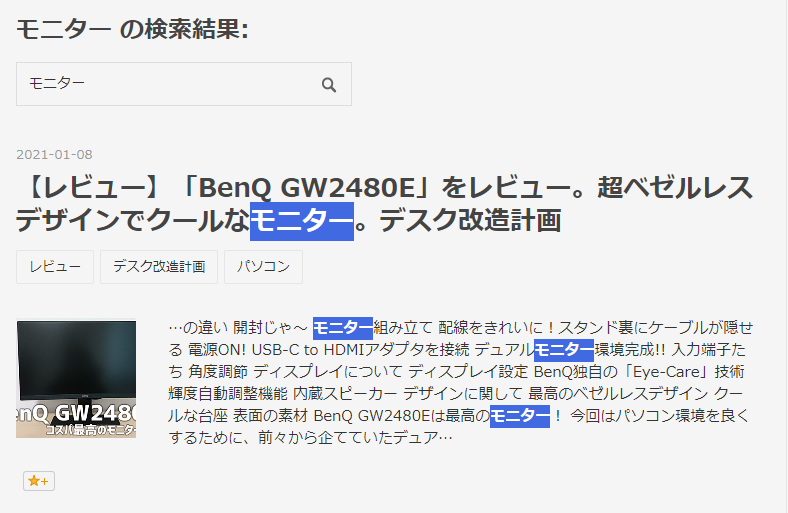 モニター の検索結果:
モニター
2021-01-08
【レビュー】「BenQ GW2480E」をレビュー。超ベゼルレス
デザインでクールなモニター。デスク改造計画
レビュー デスク改造計画 パソコン
…の違い 開封じゃ〜 モニター組み立て 配線をきれいに！スタンド裏にケーブルが隠せ
る 電源ON! USB-C to HDMIアダプタを接続 デュアルモニター環境完成!! 入力端子た
ち 角度調節 ディスプレイについて ディスプレイ設定 BenQ独自の「Eye-Care」技術
輝度自動調整機能 内蔵スピーカー デザインに関して 最高のベゼルレスデザイン クー
ルな台座 表面の素材 BenQ GW2480Eは最高のモニター！ 今回はパソコン環境を良く
するために、前々から企てていたデュア…
enQ GW2480
コスパ最高のモニタ
+